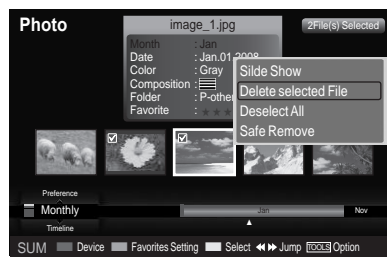 Photo
image_1.jpg
2File(s) Selected
Month : Jan
Date : Jan.01.2008
Color : Gray
Composition :
Folder : P-other
Favorite : ★★★
Silde Show
Delete selected File
Deselect All
Safe Remove
Preference
Monthly
Jan
Nov
Timeline
SUM Device Favorites Setting Select Jump TOOLS Option